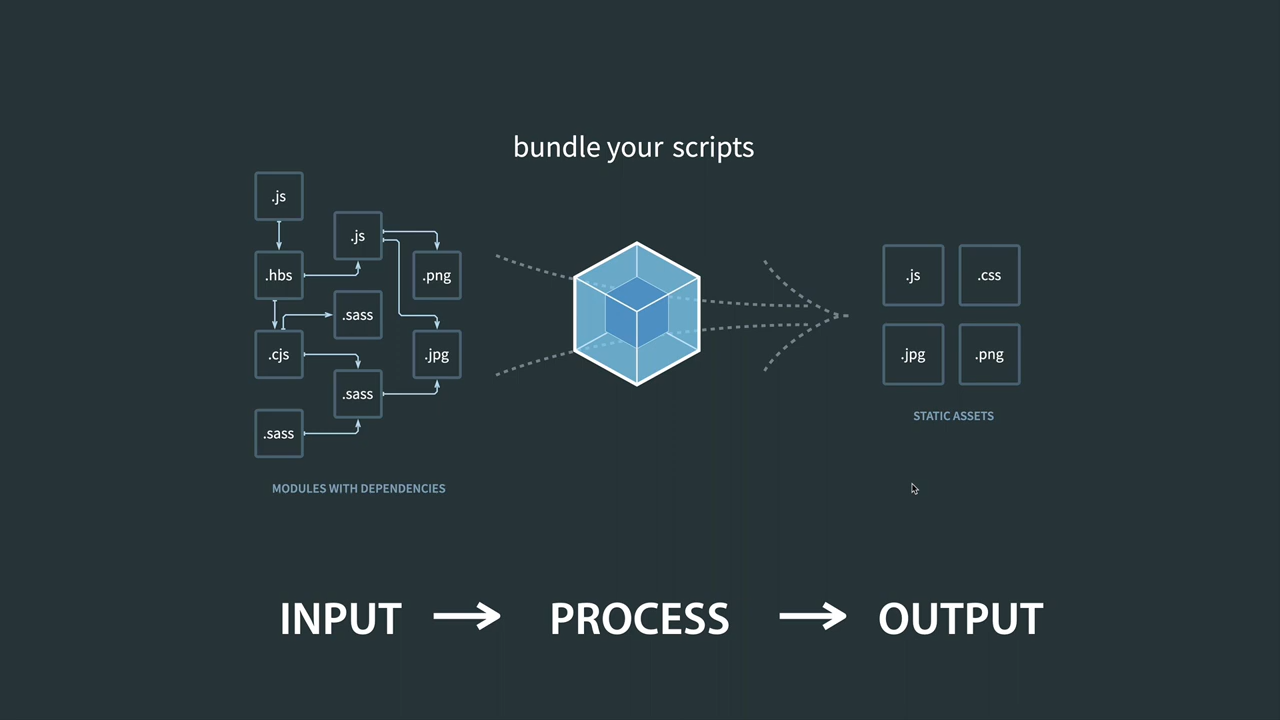 bundle your scripts
.js
.js
.hbs
.png
.sass
.cjs
.jpg
.sass
.sass
MODULES WITH DEPENDENCIES
.js
.css
.jpg
.png
STATIC ASSETS
INPUT → PROCESS → OUTPUT